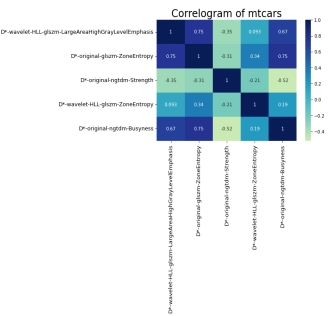 Correlogram of mtcars
D*-wavelet-HLL-glszm-LargeAreaHighGrayLevelEmphasis 1 0.75 -0.35 0.093 0.67
D*-original-glszm-ZoneEntropy 0.75 1 -0.31 0.34 0.75
D*-original-ngtdm-Strength -0.35 -0.31 1 -0.21 -0.52
D*-wavelet-HLL-glszm-ZoneEntropy 0.093 0.34 -0.21 1 0.19
D*-original-ngtdm-Busyness 0.67 0.75 -0.52 0.19 1
D*-wavelet-HLL-glszm-LargeAreaHighGrayLevelEmphasis
D*-original-glszm-ZoneEntropy
D*-original-ngtdm-Strength
D*-wavelet-HLL-glszm-ZoneEntropy
D*-original-ngtdm-Busyness
1.0
0.8
0.6
0.4
0.2
0.0
-0.2
-0.4